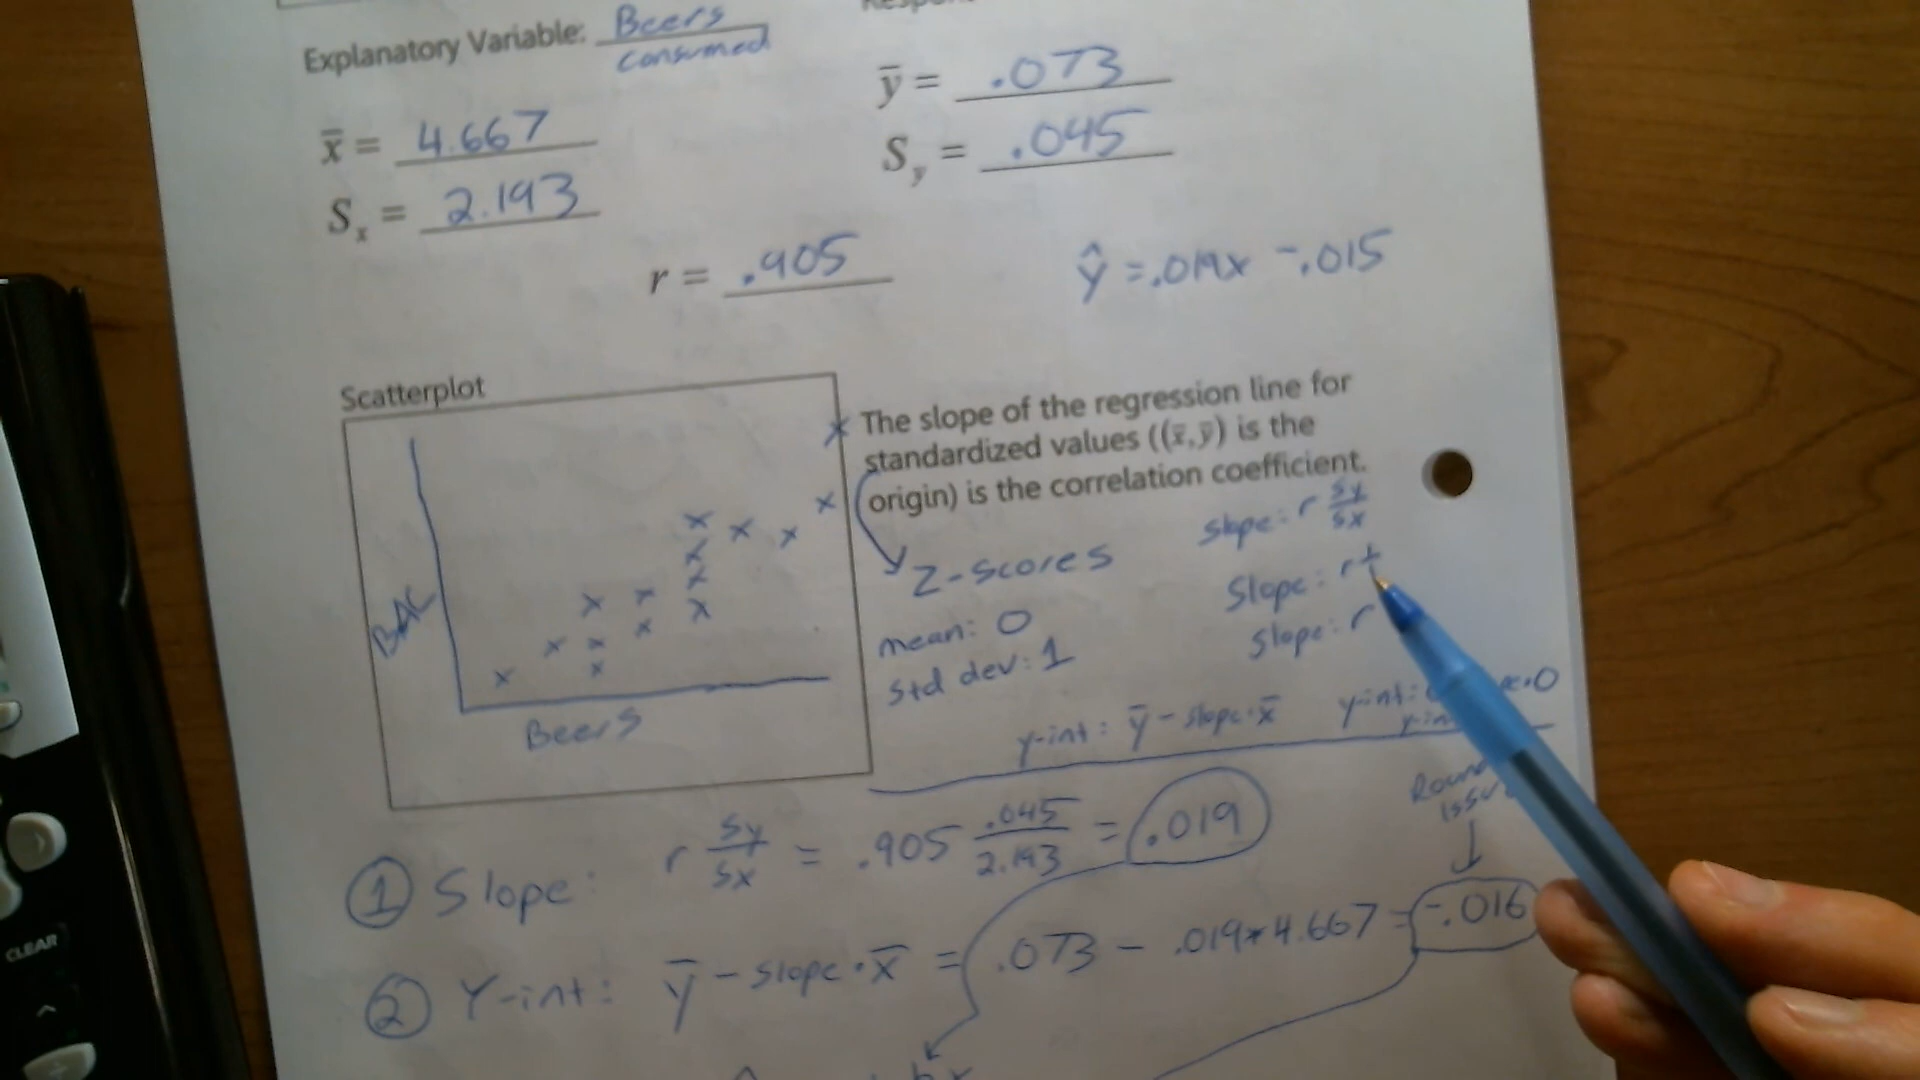 Explanatory Variable: Beers
consumed
x̄ = 4.667
Sx = 2.193
ȳ = .073
Sy = .045
r = .905
ŷ = .019x -.015
Scatterplot
BAC
Beers
* The slope of the regression line for
standardized values ((x̄,ȳ) is the
origin) is the correlation coefficient.
Z-scores
mean: 0
std dev: 1
Slope: r sy/sx
Slope: r
Slope: r
y-int: ȳ - slope·x̄
y-int:
① Slope: r sy/sx = .905 .045/2.193 = .019
issue
② Y-int: ȳ - slope·x̄ = .073 - .019*4.667 = -.016
CLEAR